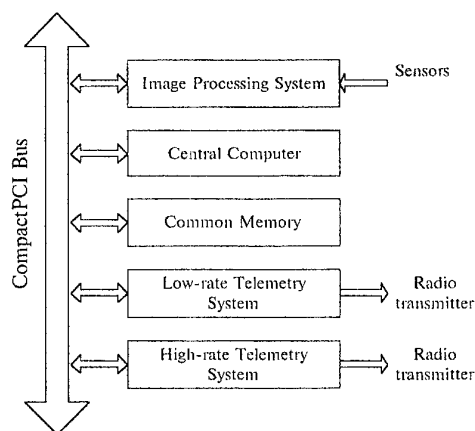 CompactPCI Bus
Image Processing System
Sensors
Central Computer
Common Memory
Low-rate Telemetry
System
Radio
transmitter
High-rate Telemetry
System
Radio
transmitter